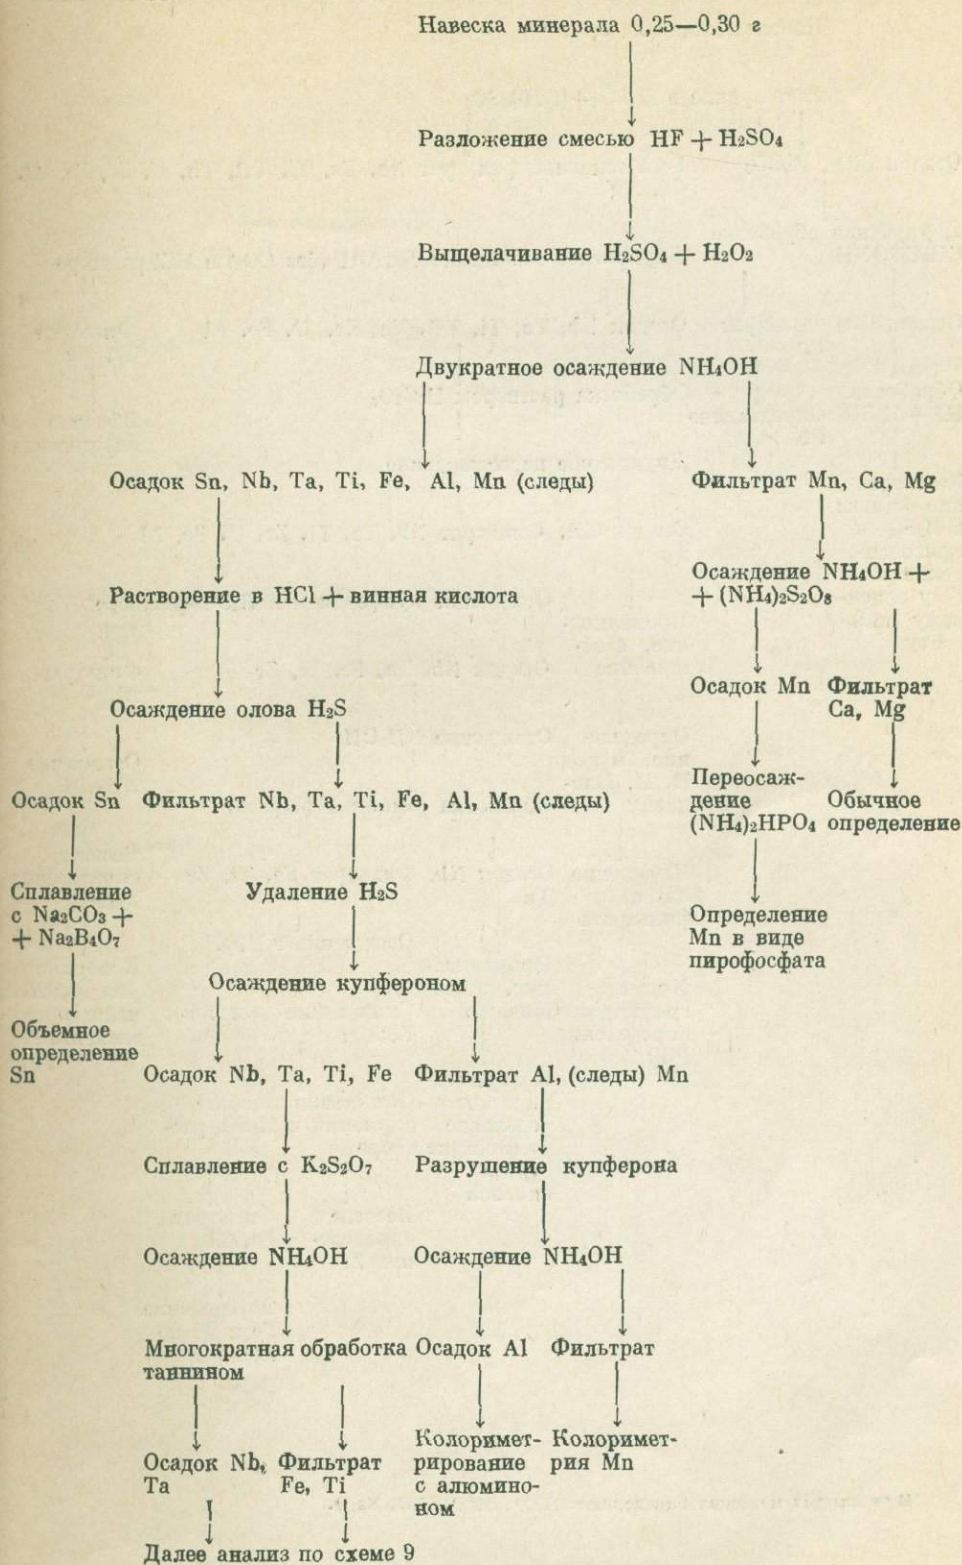 Навеска минерала 0,25—0,30 г
Разложение смесью HF + H₂SO₄
Выщелачивание H₂SO₄ + H₂O₂
Двукратное осаждение NH₄OH
Осадок Sn, Nb, Ta, Ti, Fe, Al, Mn (следы)
Фильтрат Mn, Ca, Mg
Растворение в HCl + винная кислота
Осаждение NH₄OH +
+ (NH₄)₂S₂O₈
Осаждение олова H₂S
Осадок Mn
Фильтрат
Ca, Mg
Осадок Sn
Фильтрат Nb, Ta, Ti, Fe, Al, Mn (следы)
Переосаж-
дение
(NH₄)₂HPO₄
Обычное
определение
Сплавление
с Na₂CO₃ +
+ Na₂B₄O₇
Удаление H₂S
Определение
Mn в виде
пирофосфата
Осаждение купфероном
Объемное
определение
Sn
Осадок Nb, Ta, Ti, Fe
Фильтрат Al, (следы) Mn
Сплавление с K₂S₂O₇
Разрушение купферона
Осаждение NH₄OH
Осаждение NH₄OH
Многократная обработка
таннином
Осадок Al
Фильтрат
Осадок Nb,
Ta
Фильтрат
Fe, Ti
Колоримет-
рирование
с алюмино-
ном
Колоримет-
рия Mn
Далее анализ по схеме 9